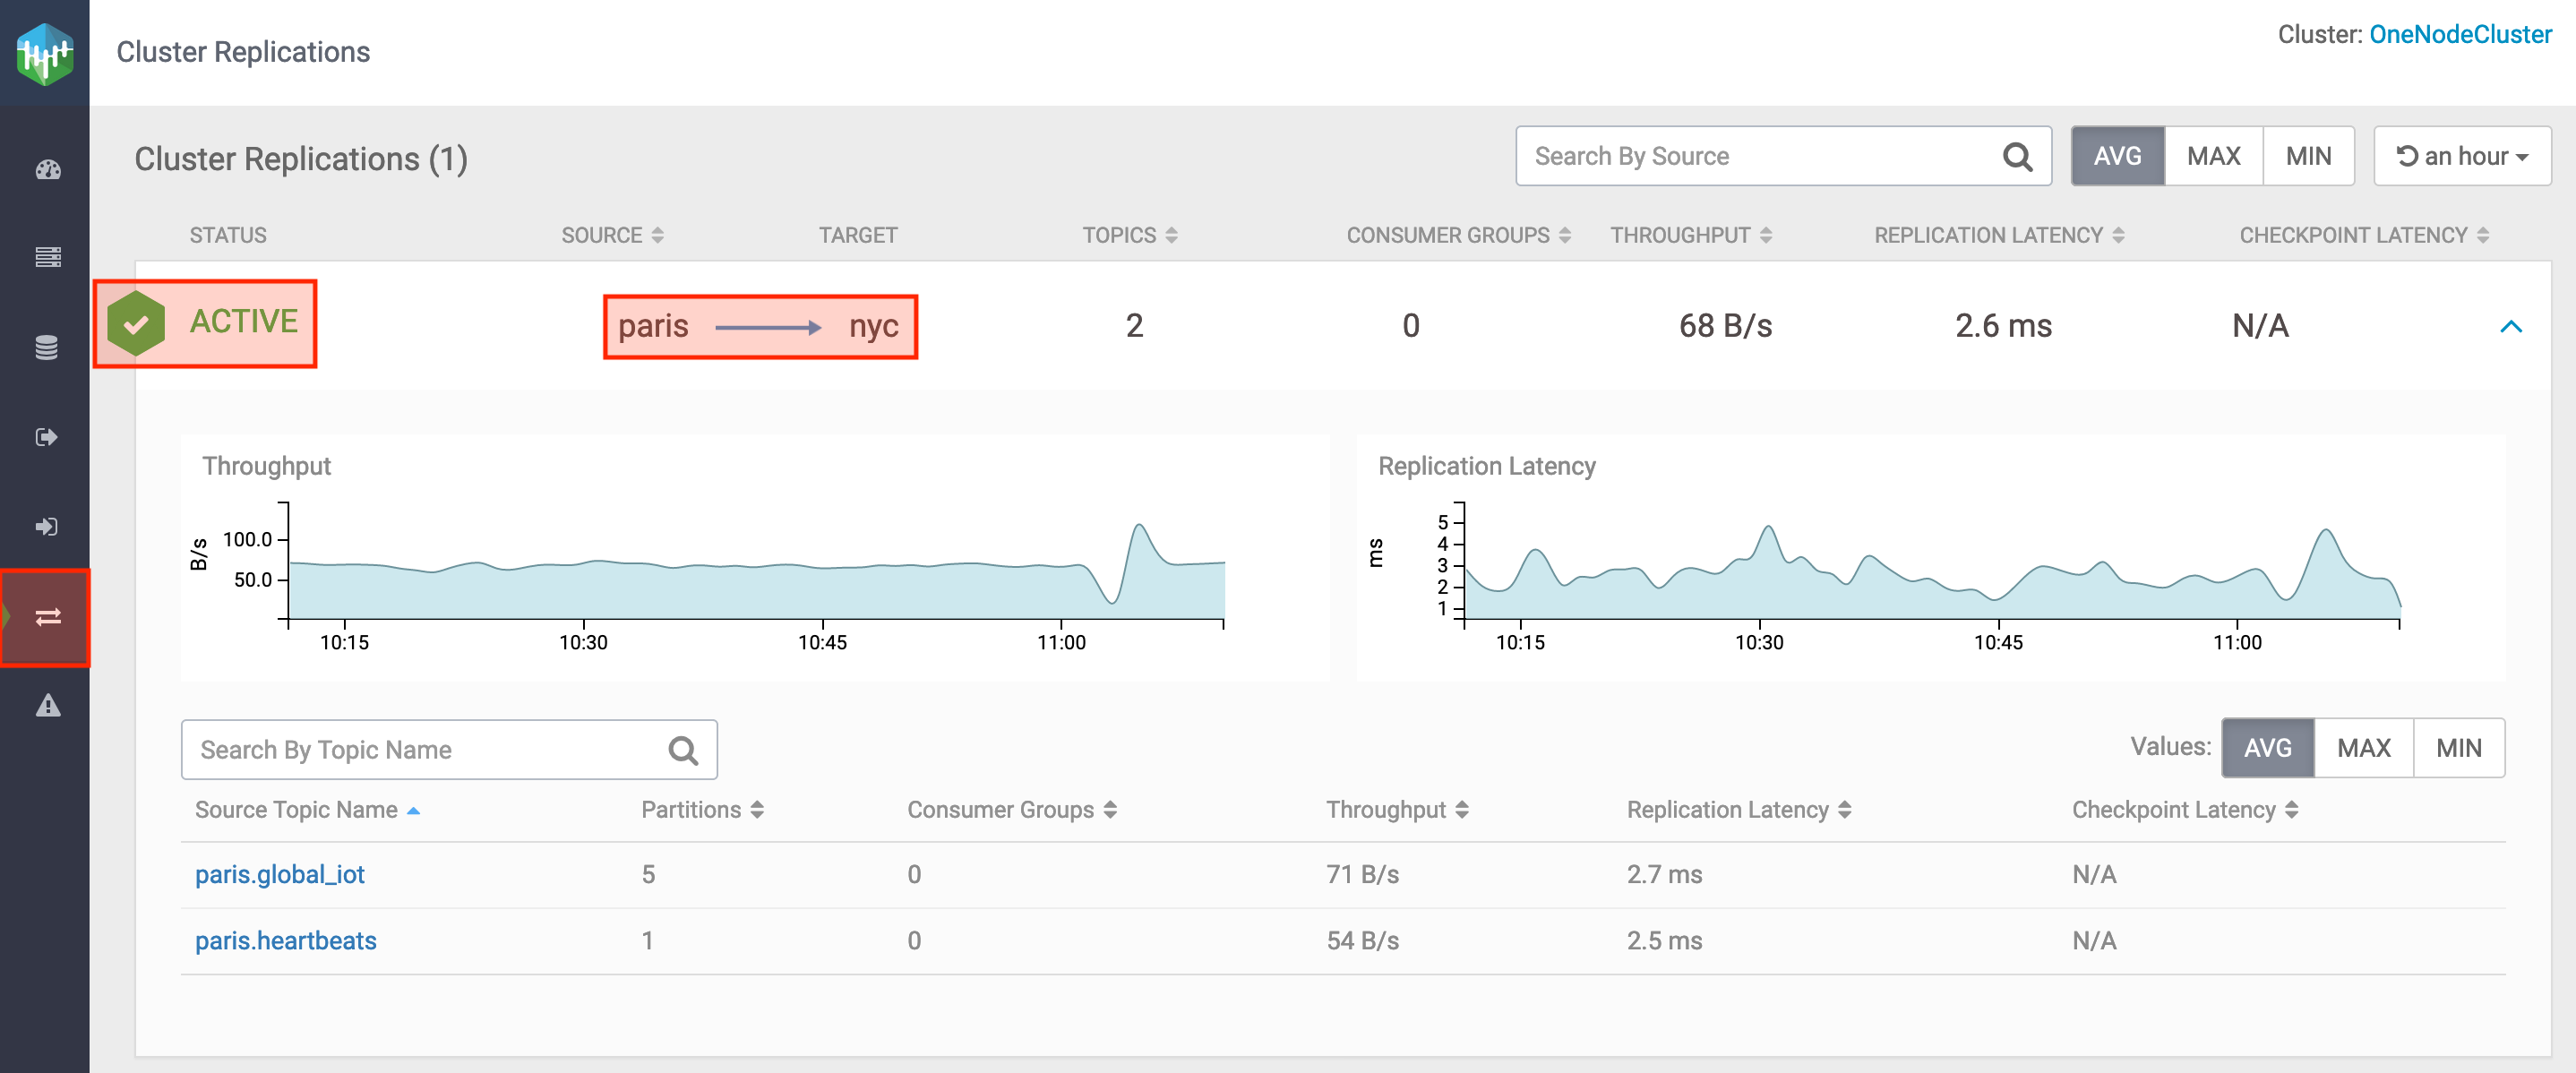 Cluster Replications
Cluster: OneNodeCluster
Cluster Replications (1)
Search By Source
AVG MAX MIN
an hour
STATUS SOURCE TARGET TOPICS CONSUMER GROUPS THROUGHPUT REPLICATION LATENCY CHECKPOINT LATENCY
ACTIVE paris nyc 2 0 68 B/s 2.6 ms N/A
Throughput
B/s
100.0
50.0
10:15 10:30 10:45 11:00
Replication Latency
ms
5
4
3
2
1
10:15 10:30 10:45 11:00
Search By Topic Name
Values: AVG MAX MIN
Source Topic Name Partitions Consumer Groups Throughput Replication Latency Checkpoint Latency
paris.global_iot 5 0 71 B/s 2.7 ms N/A
paris.heartbeats 1 0 54 B/s 2.5 ms N/A